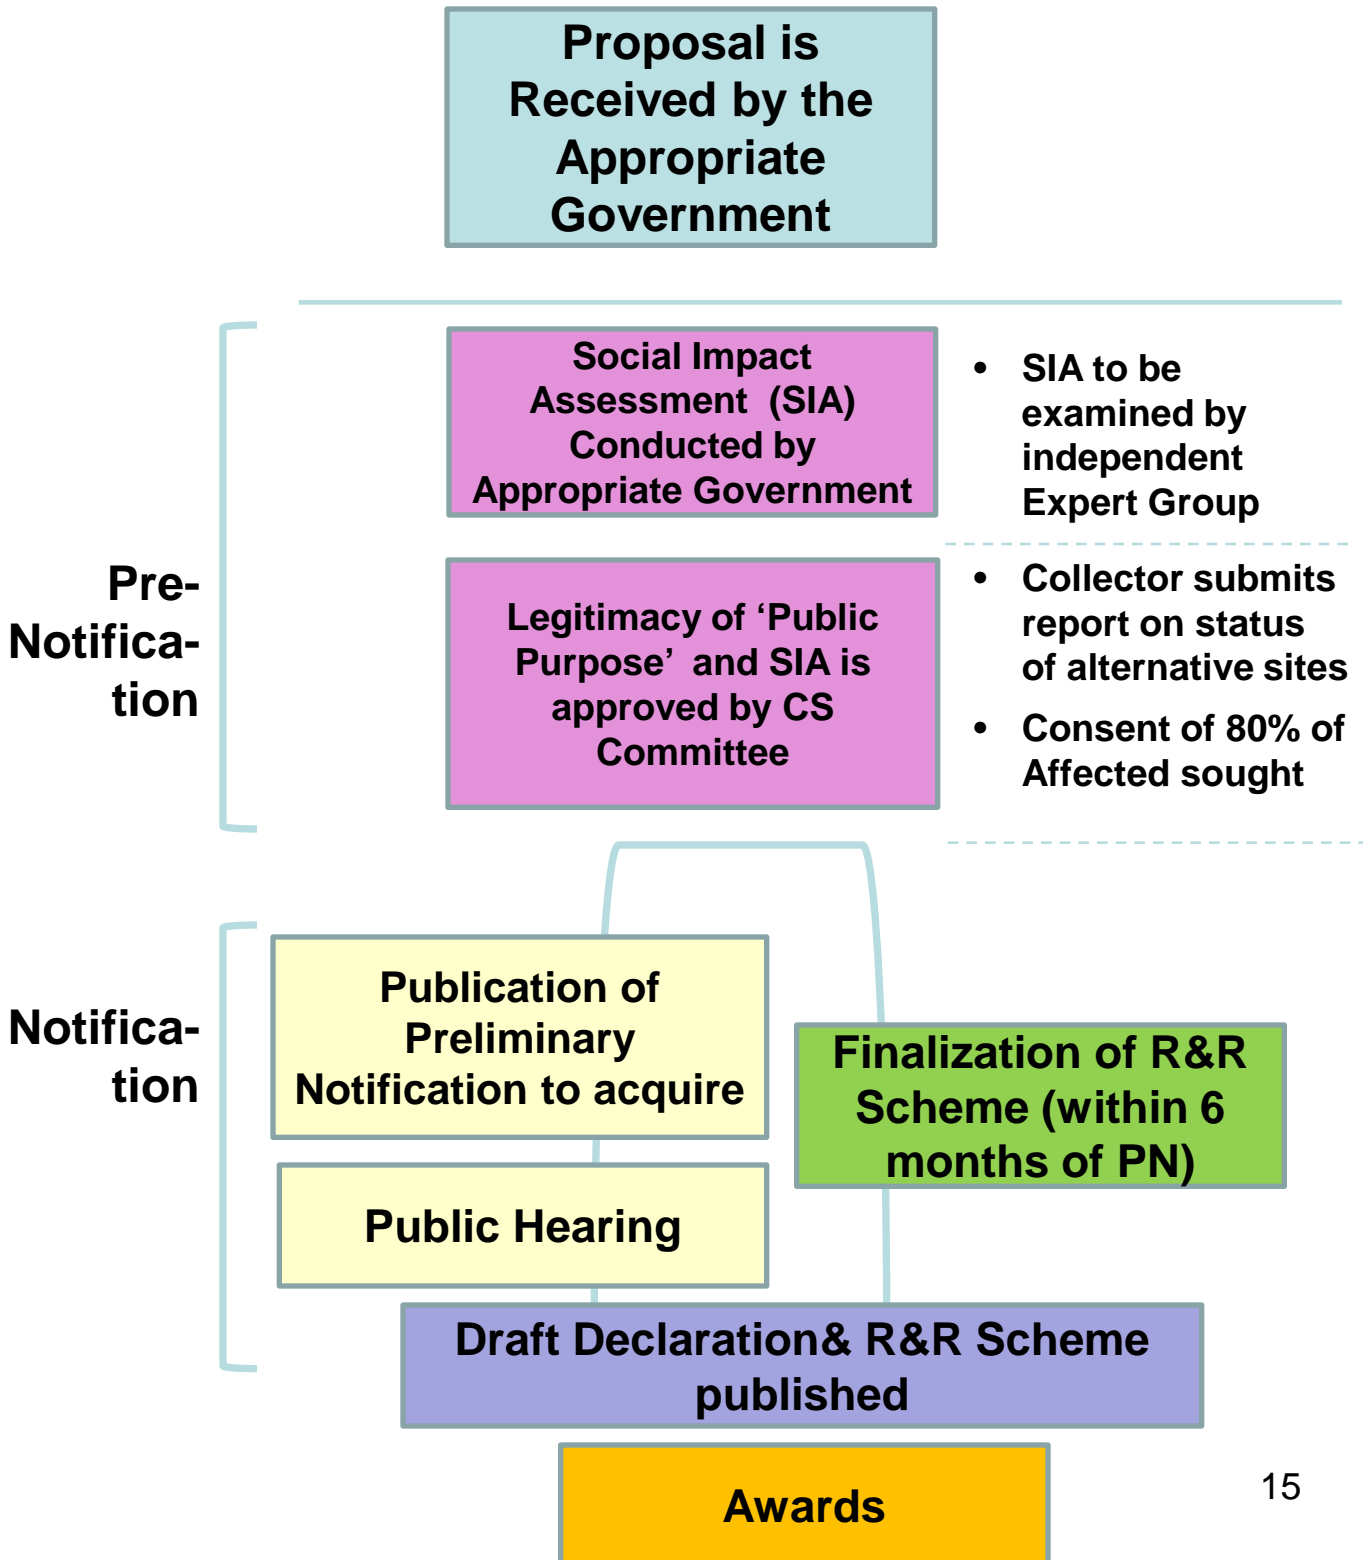 Proposal is
Received by the
Appropriate
Government
Social Impact
Assessment (SIA)
Conducted by
Appropriate Government
• SIA to be
examined by
independent
Expert Group
Pre-
Notifica-
tion
Legitimacy of ‘Public
Purpose’ and SIA is
approved by CS
Committee
• Collector submits
report on status
of alternative sites
• Consent of 80% of
Affected sought
Notifica-
tion
Publication of
Preliminary
Notification to acquire
Finalization of R&R
Scheme (within 6
months of PN)
Public Hearing
Draft Declaration& R&R Scheme
published
Awards
15